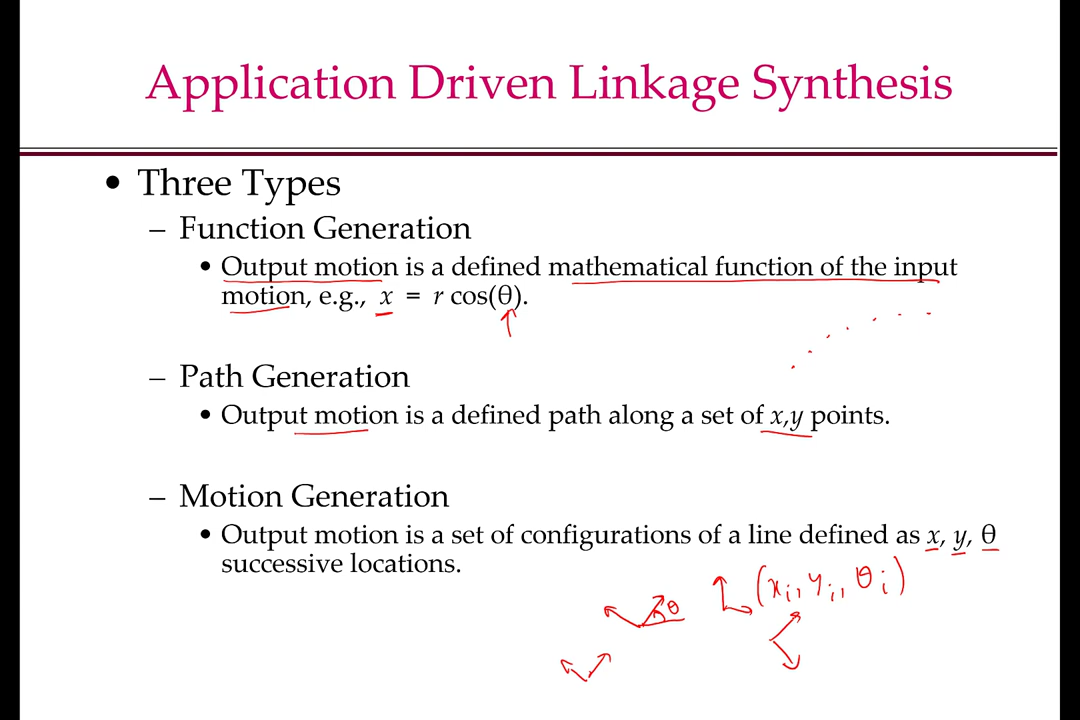 Application Driven Linkage Synthesis
• Three Types
– Function Generation
• Output motion is a defined mathematical function of the input
motion, e.g., x = r cos(θ).
– Path Generation
• Output motion is a defined path along a set of x,y points.
– Motion Generation
• Output motion is a set of configurations of a line defined as x, y, θ
successive locations.
(xi, yi, θi)
θ